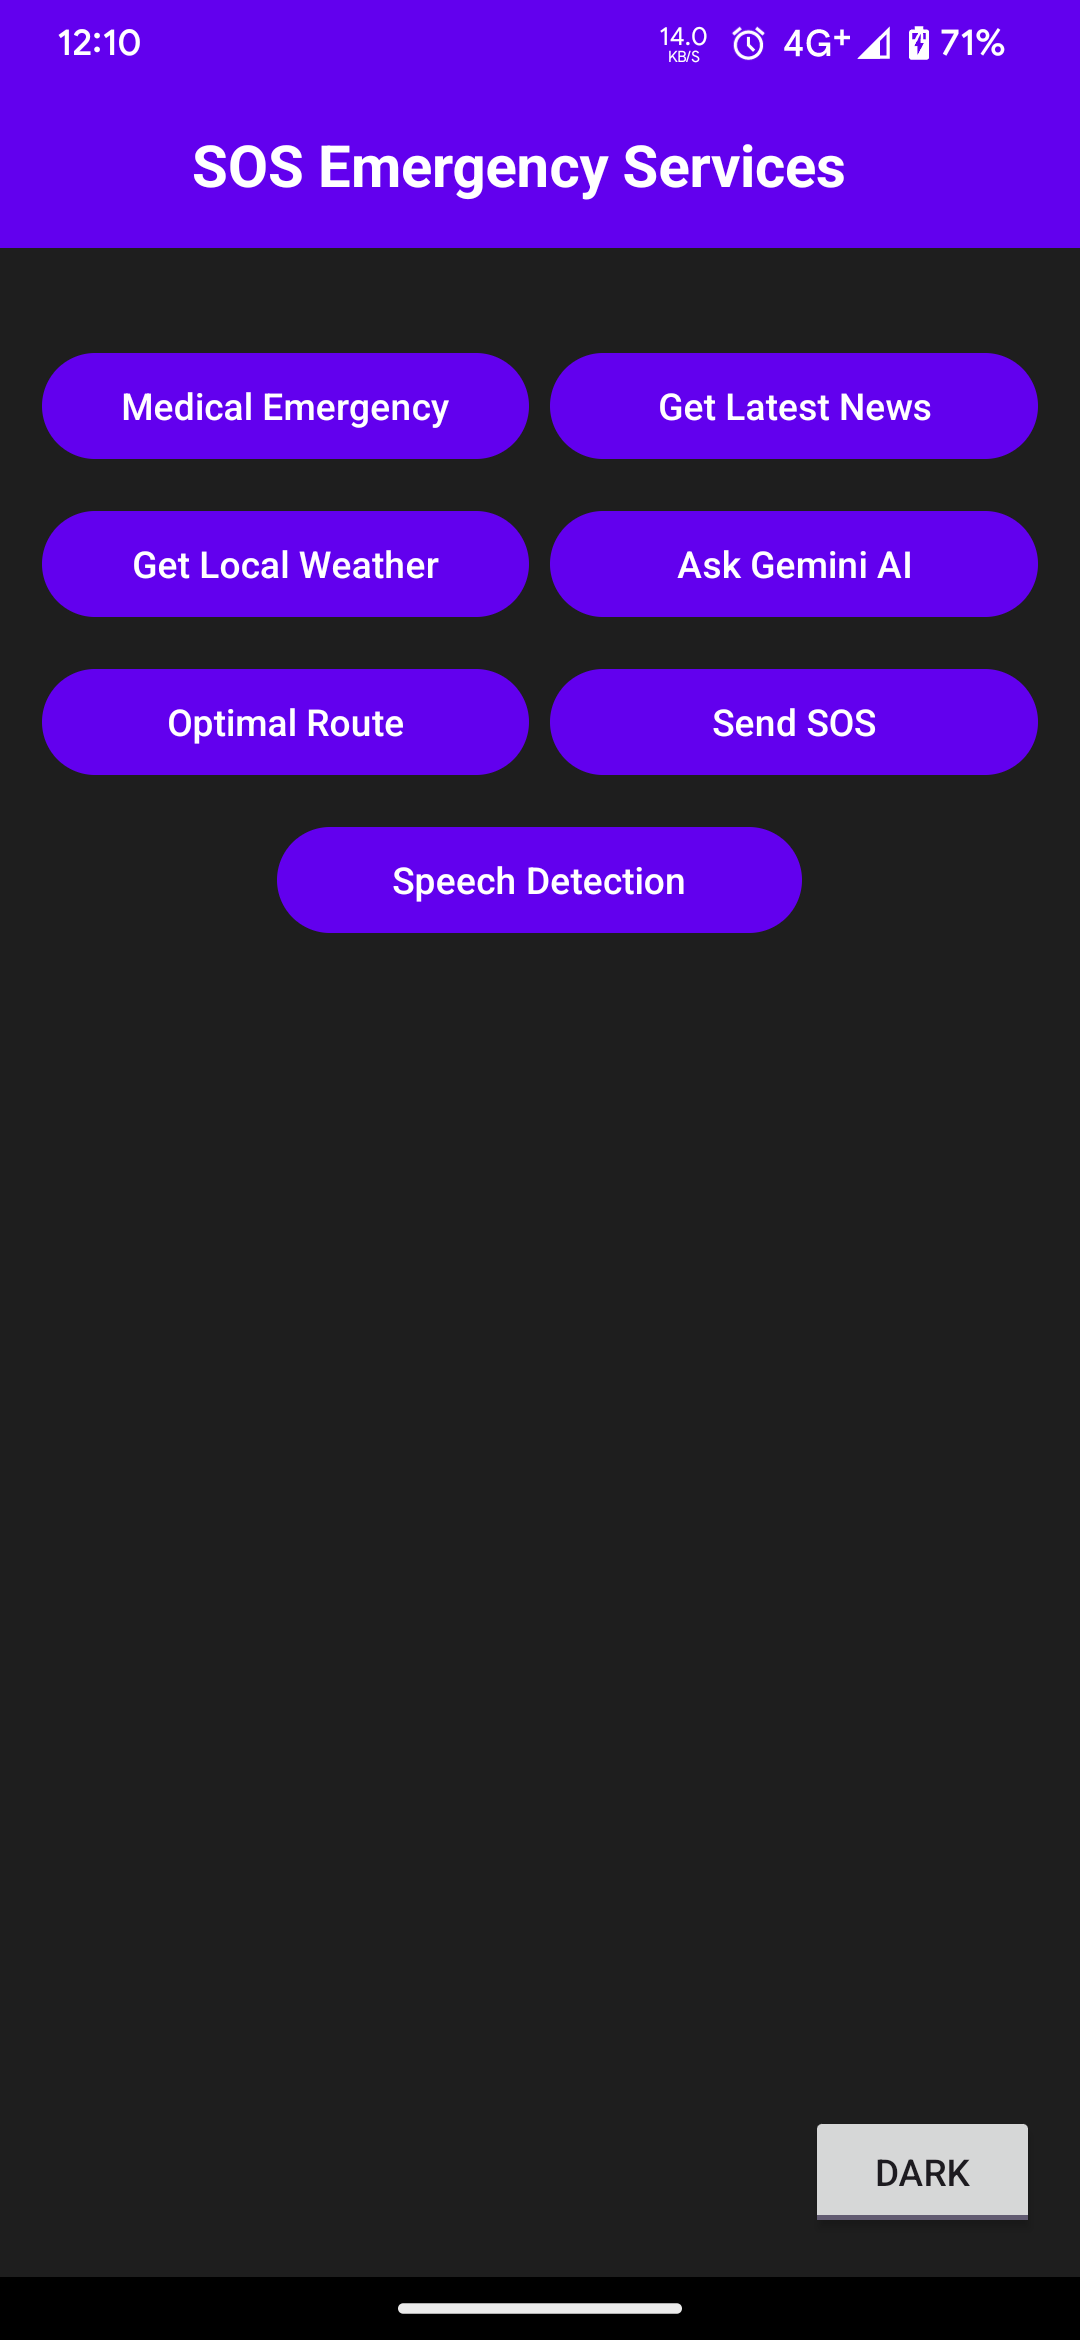 12:10 14.0 KB/S 4G+ 71%
SOS Emergency Services
Medical Emergency Get Latest News
Get Local Weather Ask Gemini AI
Optimal Route Send SOS
Speech Detection
DARK